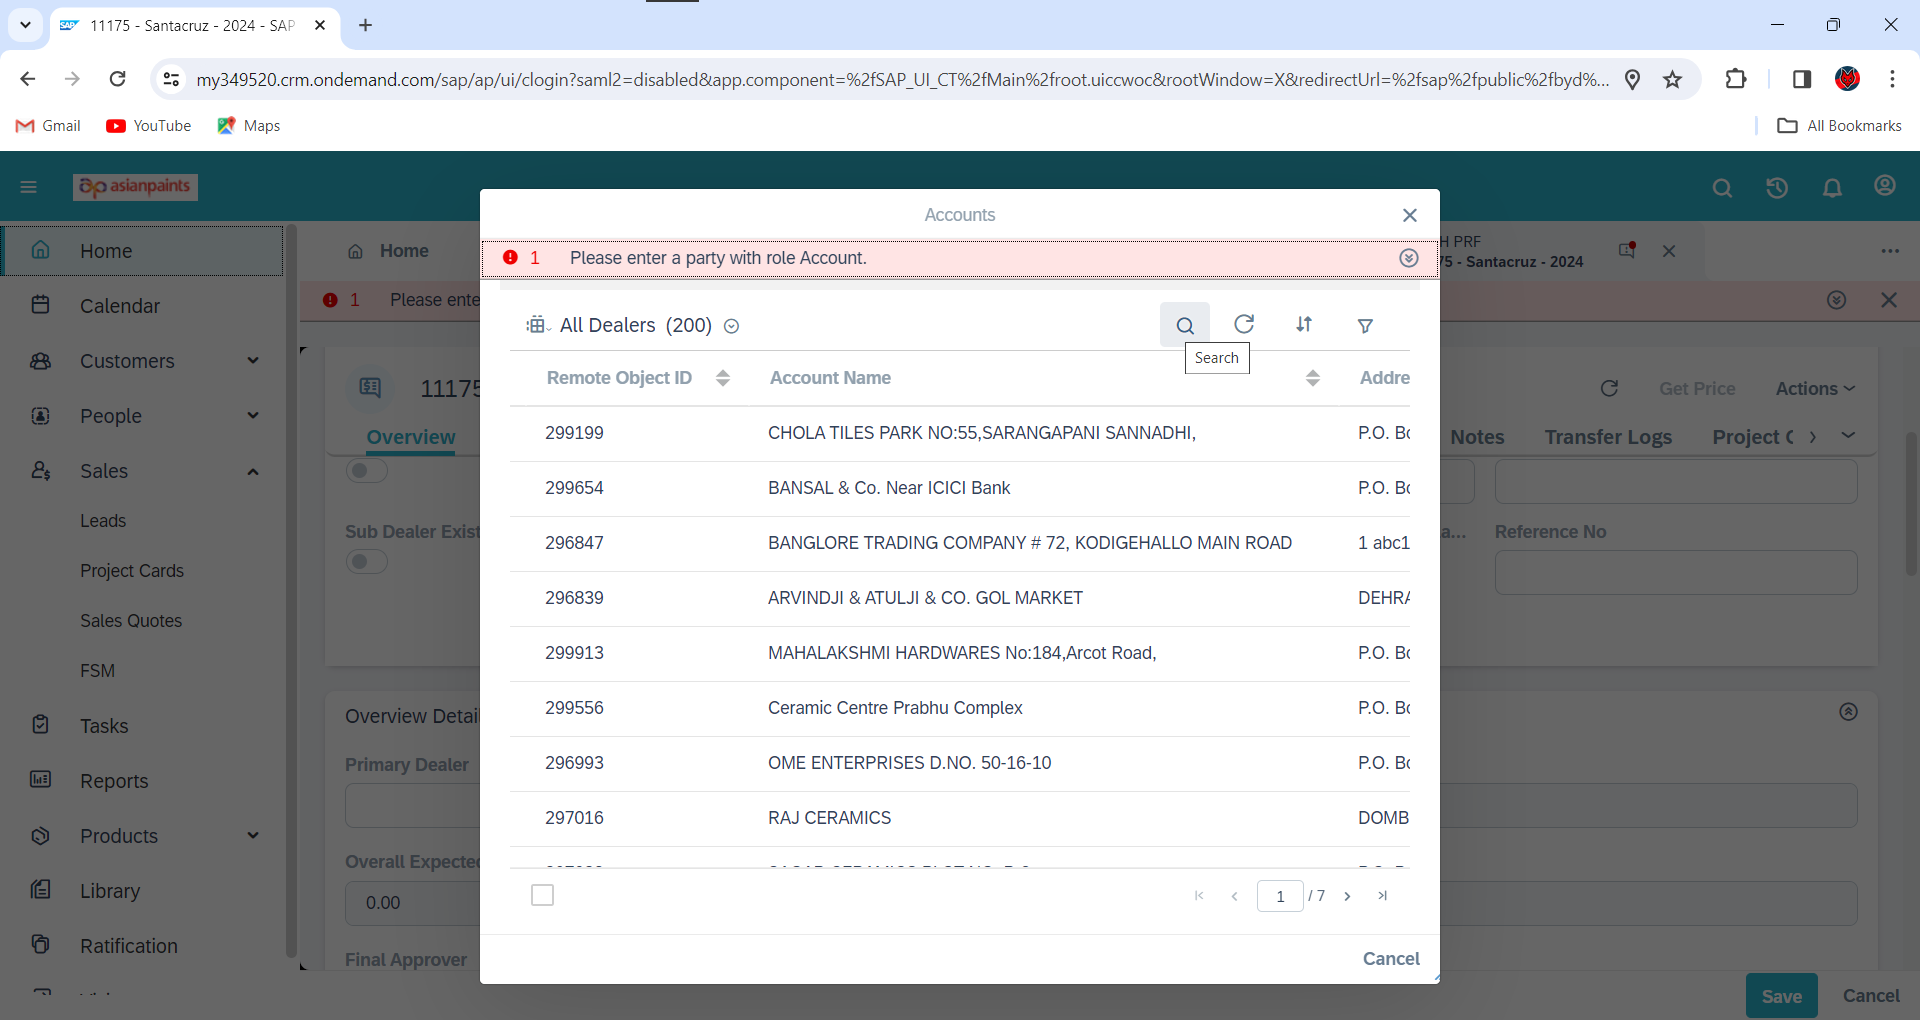 11175 - Santacruz - 2024 - SAP
my349520.crm.ondemand.com/sap/ap/ui/clogin?saml2=disabled&app.component=%2fSAP_UI_CT%2fMain%2froot.uiccwoc&rootWindow=X&redirectUrl=%2fsap%2fpublic%2fbyd%...
Gmail YouTube Maps All Bookmarks
asianpaints
Home
Calendar
Customers
People
Sales
Leads
Project Cards
Sales Quotes
FSM
Tasks
Reports
Products
Library
Ratification
Home
H PRF
75 - Santacruz - 2024
1 Please ente
11175
Get Price Actions
Overview Notes Transfer Logs Project
Sub Dealer Exist
Reference No
Overview Detail
Primary Dealer
Overall Expected
0.00
Final Approver
Save Cancel
Accounts
1 Please enter a party with role Account.
All Dealers (200)
Search
Remote Object ID Account Name Addre
299199 CHOLA TILES PARK NO:55,SARANGAPANI SANNADHI, P.O. Bo
299654 BANSAL & Co. Near ICICI Bank P.O. Bo
296847 BANGLORE TRADING COMPANY # 72, KODIGEHALLO MAIN ROAD 1 abc1
296839 ARVINDJI & ATULJI & CO. GOL MARKET DEHRA
299913 MAHALAKSHMI HARDWARES No:184,Arcot Road, P.O. Bo
299556 Ceramic Centre Prabhu Complex P.O. Bo
296993 OME ENTERPRISES D.NO. 50-16-10 P.O. Bo
297016 RAJ CERAMICS DOMB
1 / 7
Cancel